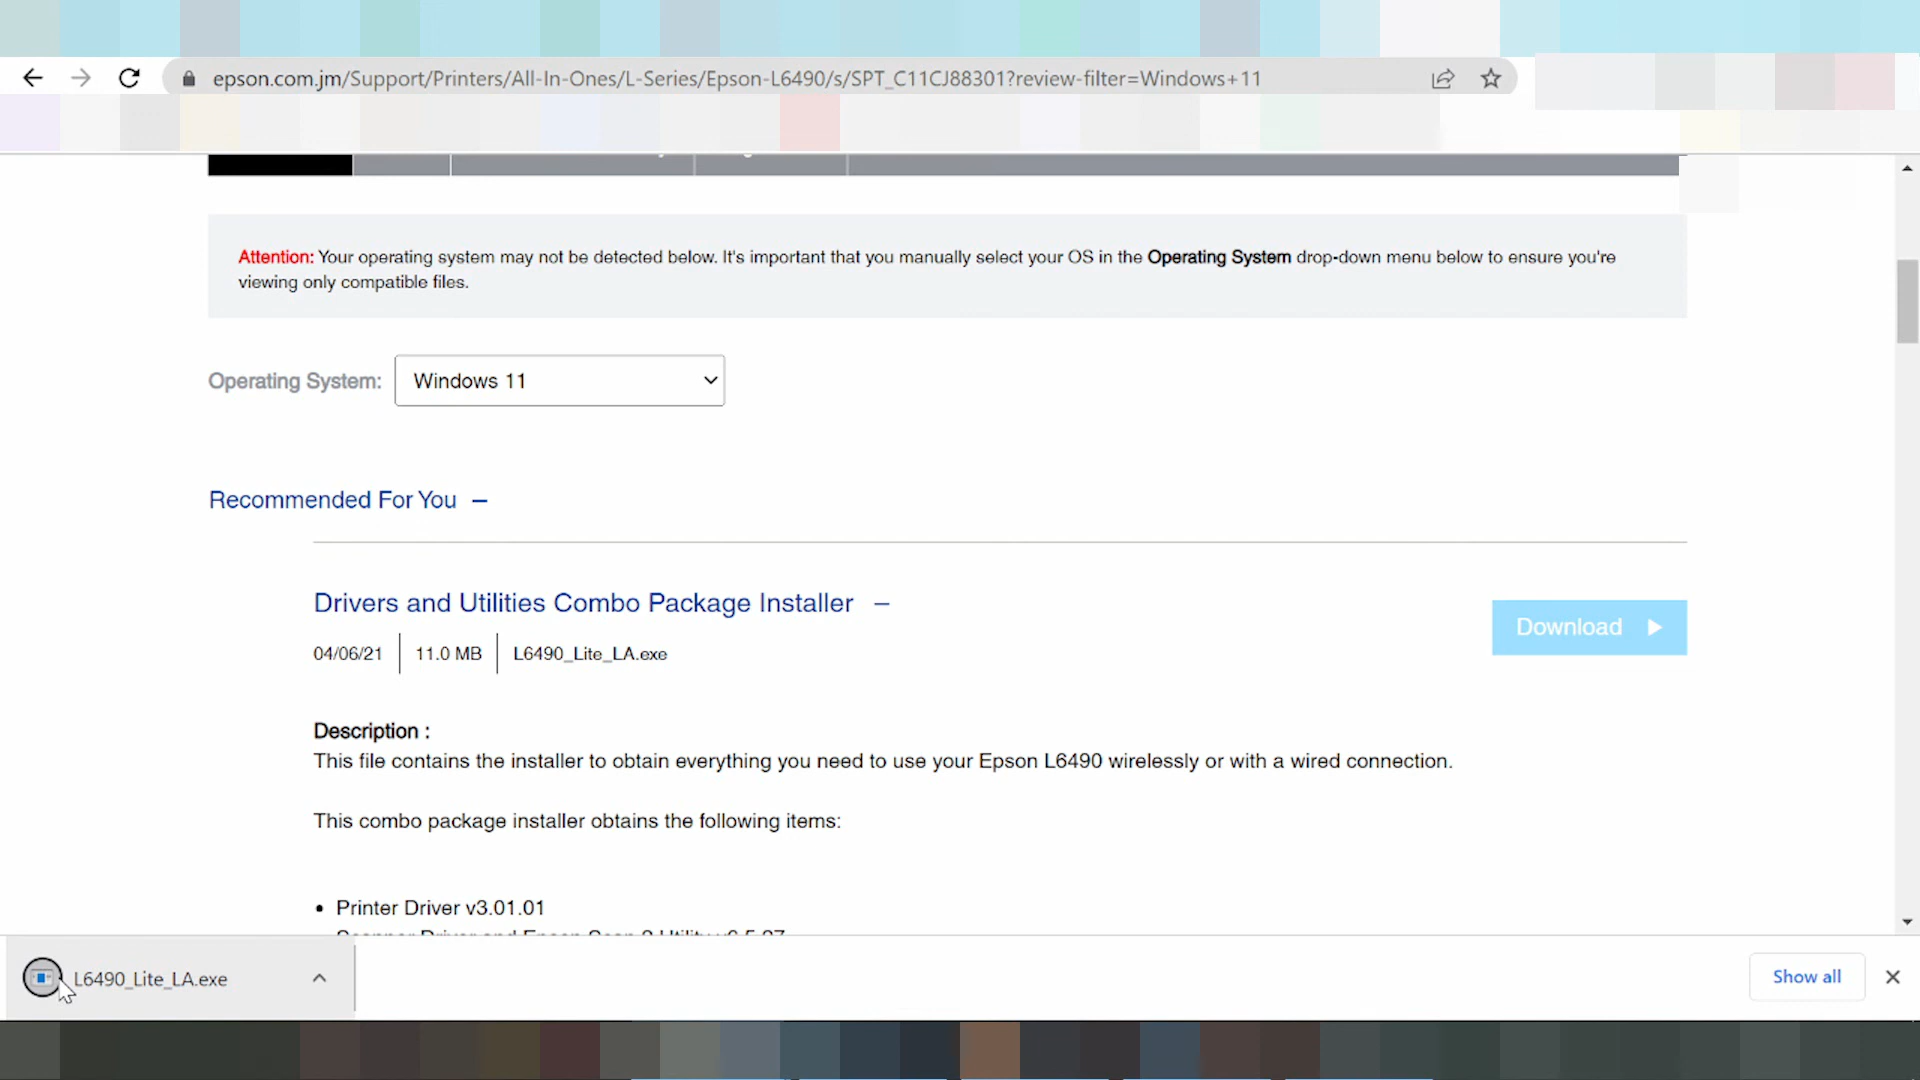 epson.com.jm/Support/Printers/All-In-Ones/L-Series/Epson-L6490/s/SPT_C11CJ88301?review-filter=Windows+11
Attention: Your operating system may not be detected below. It's important that you manually select your OS in the Operating System drop-down menu below to ensure you're
viewing only compatible files.
Operating System: Windows 11
Recommended For You –
Drivers and Utilities Combo Package Installer –
Download
04/06/21 | 11.0 MB | L6490_Lite_LA.exe
Description :
This file contains the installer to obtain everything you need to use your Epson L6490 wirelessly or with a wired connection.
This combo package installer obtains the following items:
• Printer Driver v3.01.01
L6490_Lite_LA.exe
Show all